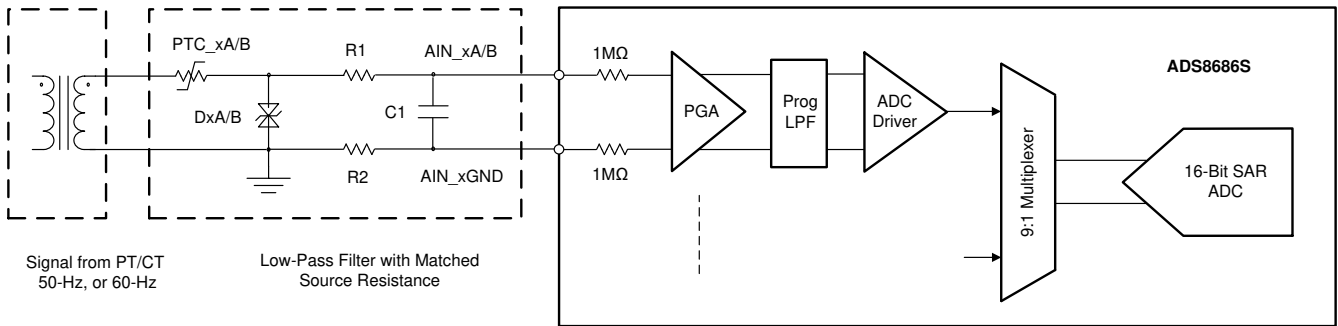 PTC_xA/B
R1
AIN_xA/B
1MΩ
ADS8686S
DxA/B
C1
PGA
Prog
LPF
ADC
Driver
9:1 Multiplexer
16-Bit SAR
ADC
R2
AIN_xGND
1MΩ
Signal from PT/CT
50-Hz, or 60-Hz
Low-Pass Filter with Matched
Source Resistance